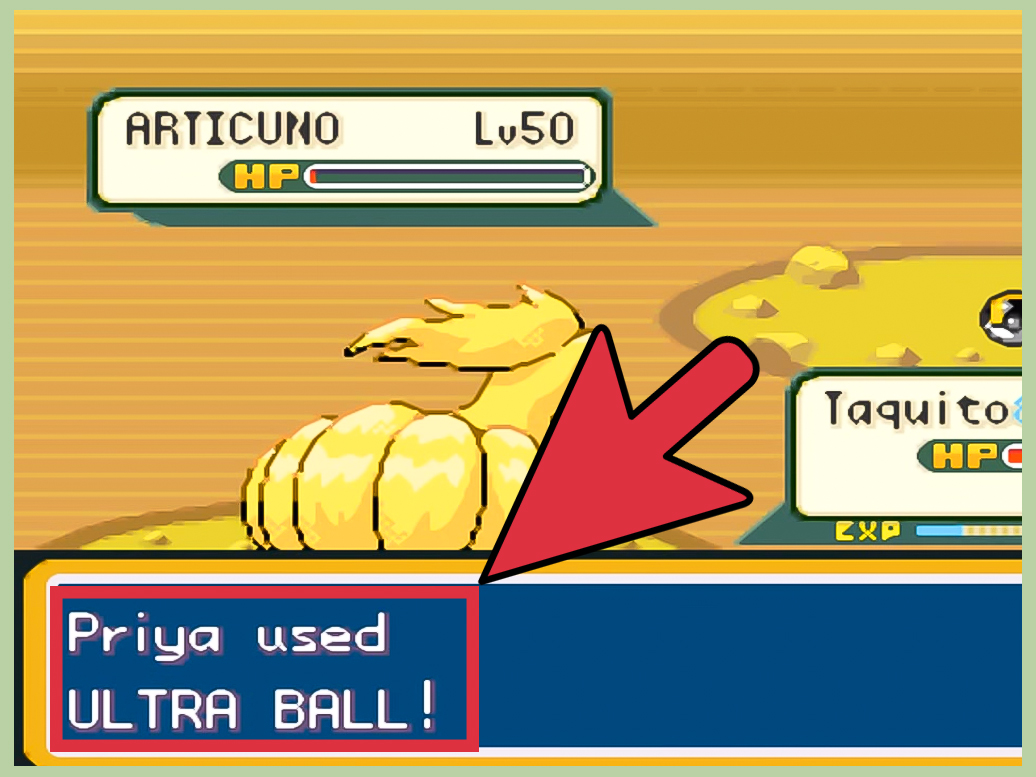 ARTICUNO Lv50
HP
Taquito
HP
EXP
Priya used
ULTRA BALL!